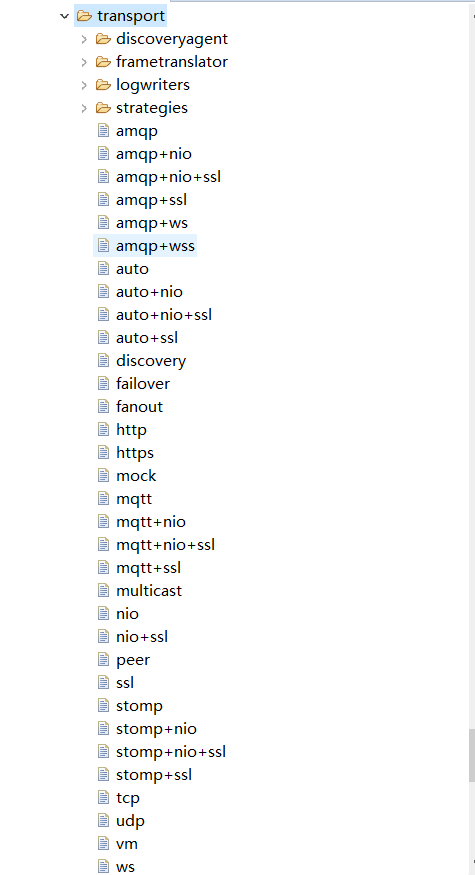 transport
discoveryagent
frametranslator
logwriters
strategies
amqp
amqp+nio
amqp+nio+ssl
amqp+ssl
amqp+ws
amqp+wss
auto
auto+nio
auto+nio+ssl
auto+ssl
discovery
failover
fanout
http
https
mock
mqtt
mqtt+nio
mqtt+nio+ssl
mqtt+ssl
multicast
nio
nio+ssl
peer
ssl
stomp
stomp+nio
stomp+nio+ssl
stomp+ssl
tcp
udp
vm
ws